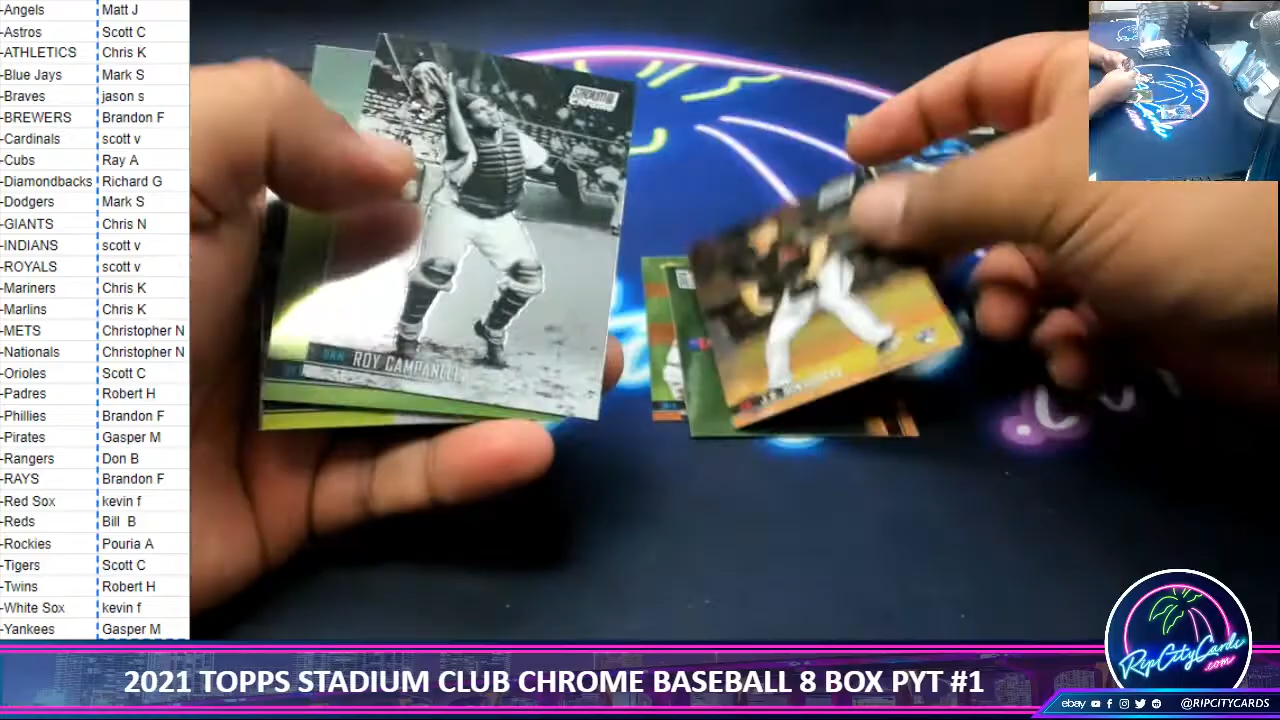 -Angels Matt J
-Astros Scott C
-ATHLETICS Chris K
-Blue Jays Mark S
-Braves jason s
-BREWERS Brandon F
-Cardinals scott v
-Cubs Ray A
-Diamondbacks Richard G
-Dodgers Mark S
-GIANTS Chris N
-INDIANS scott v
-ROYALS scott v
-Mariners Chris K
-Marlins Chris K
-METS Christopher N
-Nationals Christopher N
-Orioles Scott C
-Padres Robert H
-Phillies Brandon F
-Pirates Gasper M
-Rangers Don B
-RAYS Brandon F
-Red Sox kevin f
-Reds Bill B
-Rockies Pouria A
-Tigers Scott C
-Twins Robert H
-White Sox kevin f
-Yankees Gasper M
ROY
RipCityCards
.com
2021 TOPPS STADIUM CLUB CHROME BASEBALL 8 BOX PYT #1
ebay @RIPCITYCARDS